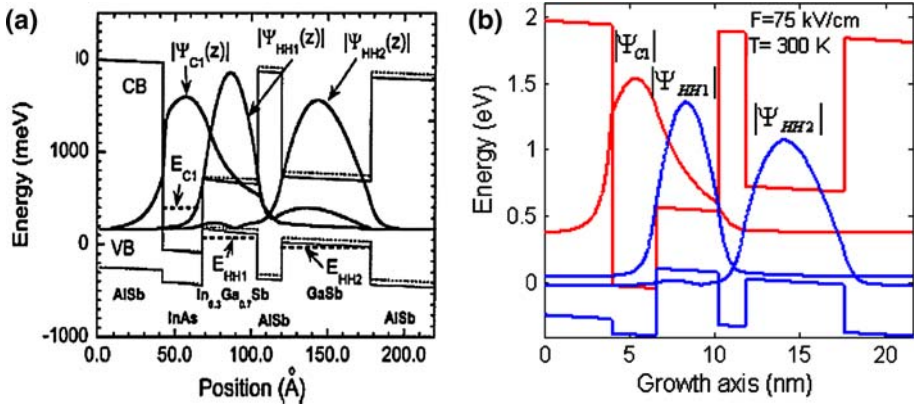 (a)
|Ψ_C1(z)|
|Ψ_HH1(z)|
|Ψ_HH2(z)|
CB
1000
E_C1
0
VB
E_HH1
E_HH2
AlSb
In_0.3Ga_0.7Sb
GaSb
InAs
AlSb
AlSb
-1000
0.0 50.0 100.0 150.0 200.0
Position (Å)
Energy (meV)
(b)
F=75 kV/cm
T= 300 K
|Ψ_C1|
|Ψ_HH1|
|Ψ_HH2|
2
1.5
1
0.5
0
0 5 10 15 20
Growth axis (nm)
Energy (eV)